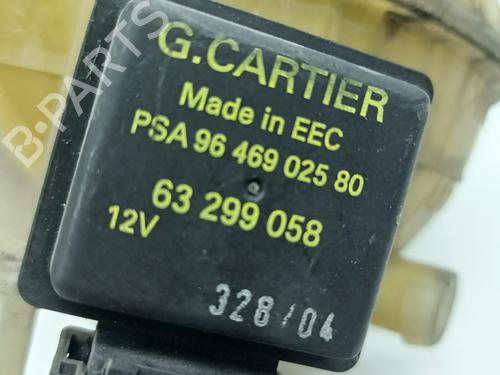 G.CARTIER
Made in EEC
PSA 96 469 025 80
63 299 058
12V
328/04
B-PARTS